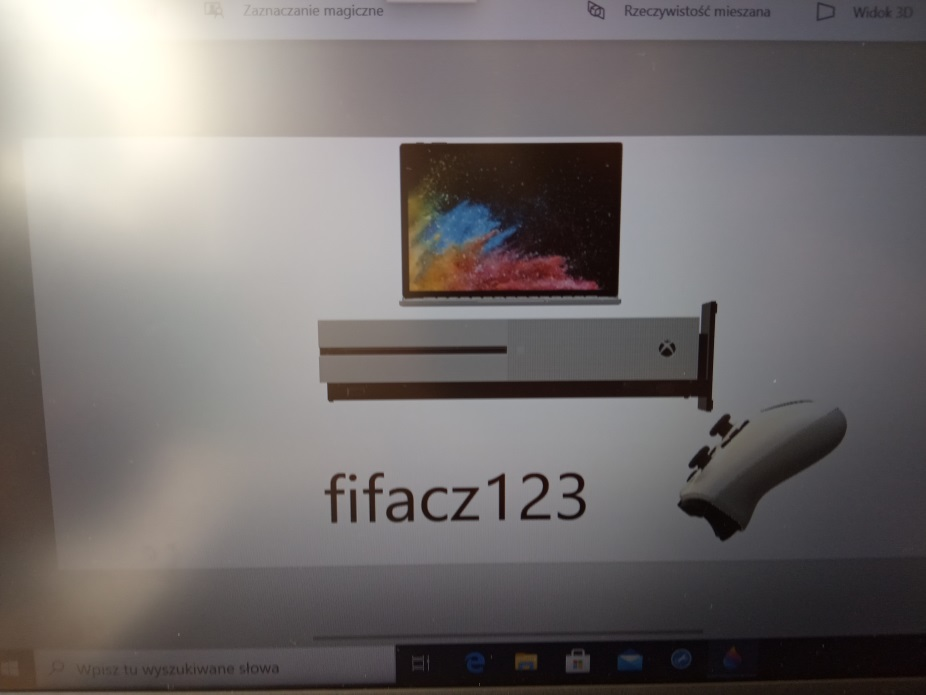 Zaznaczanie magiczne
Rzeczywistość mieszana
Widok 3D
fifacz123
Wpisz tu wyszukiwane słowa